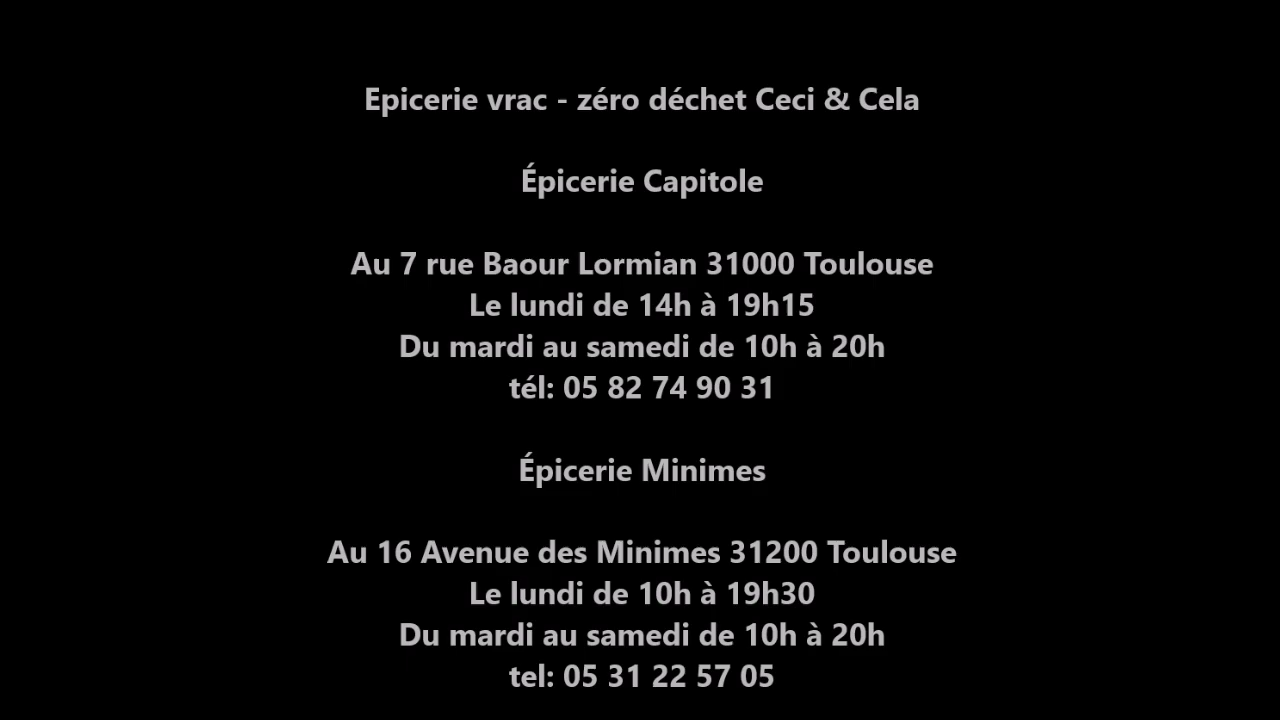 Epicerie vrac - zéro déchet Ceci & Cela
Épicerie Capitole
Au 7 rue Baour Lormian 31000 Toulouse
Le lundi de 14h à 19h15
Du mardi au samedi de 10h à 20h
tél: 05 82 74 90 31
Épicerie Minimes
Au 16 Avenue des Minimes 31200 Toulouse
Le lundi de 10h à 19h30
Du mardi au samedi de 10h à 20h
tel: 05 31 22 57 05